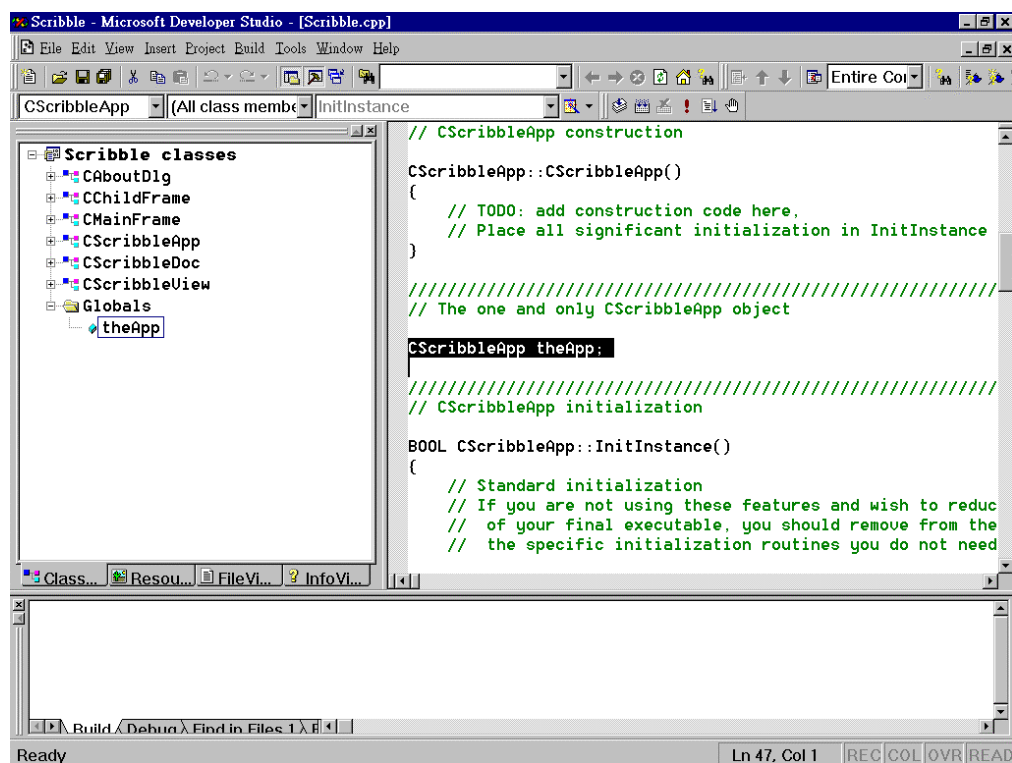 Scribble - Microsoft Developer Studio - [Scribble.cpp]
File Edit View Insert Project Build Tools Window Help
Entire Col
CScribbleApp (All class membe InitInstance
Scribble classes
CAboutDlg
CChildFrame
CMainFrame
CScribbleApp
CScribbleDoc
CScribbleView
Globals
theApp
Class... Resou... FileVi... InfoVi...
// CScribbleApp construction
CScribbleApp::CScribbleApp()
{
// TODO: add construction code here,
// Place all significant initialization in InitInstance
}
////////////////////////////////////////////////////////////
// The one and only CScribbleApp object
CScribbleApp theApp;
////////////////////////////////////////////////////////////
// CScribbleApp initialization
BOOL CScribbleApp::InitInstance()
{
// Standard initialization
// If you are not using these features and wish to reduc
// of your final executable, you should remove from the
// the specific initialization routines you do not need
Build Debug Find in Files 1
Ready Ln 47, Col 1 REC COL OVR READ